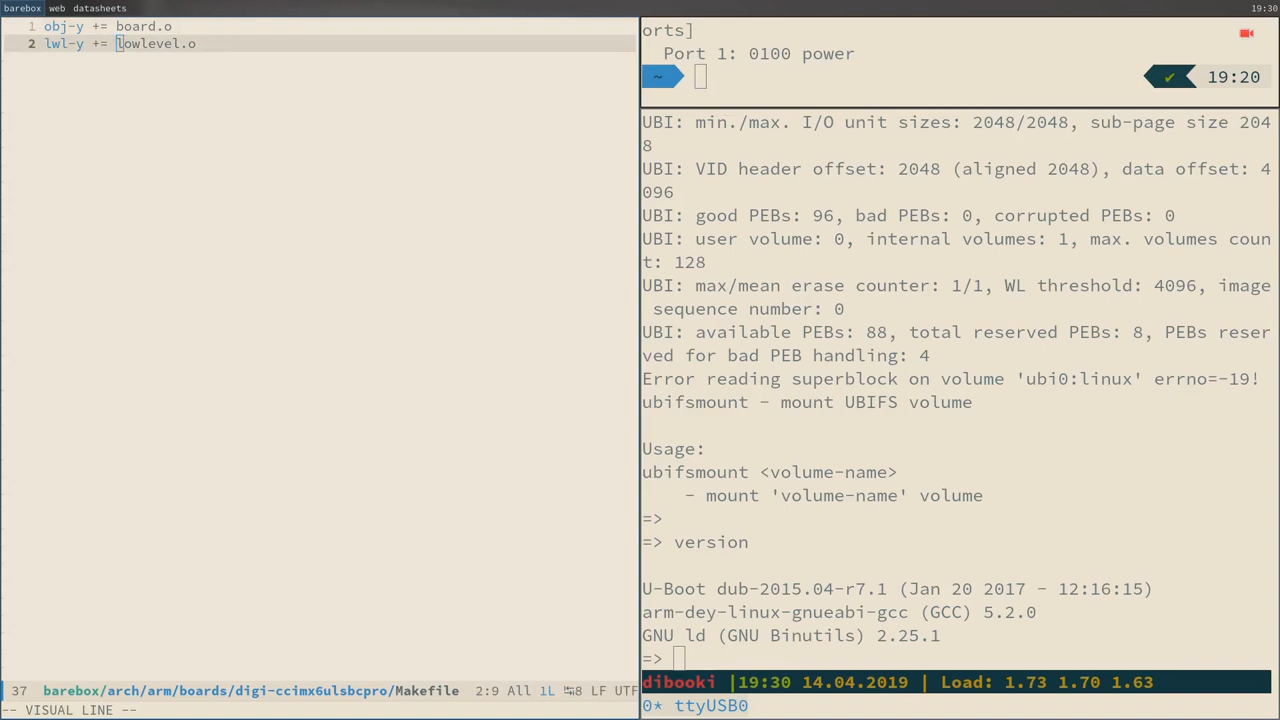 barebox web datasheets
19:30
1 obj-y += board.o
2 lwl-y += lowlevel.o
37 barebox/arch/arm/boards/digi-ccimx6ulsbcpro/Makefile 2:9 All 1L LF UTF
-- VISUAL LINE --
orts]
Port 1: 0100 power
~ ✔ 19:20
UBI: min./max. I/O unit sizes: 2048/2048, sub-page size 204
8
UBI: VID header offset: 2048 (aligned 2048), data offset: 4
096
UBI: good PEBs: 96, bad PEBs: 0, corrupted PEBs: 0
UBI: user volume: 0, internal volumes: 1, max. volumes coun
t: 128
UBI: max/mean erase counter: 1/1, WL threshold: 4096, image
sequence number: 0
UBI: available PEBs: 88, total reserved PEBs: 8, PEBs reser
ved for bad PEB handling: 4
Error reading superblock on volume 'ubi0:linux' errno=-19!
ubifsmount - mount UBIFS volume
Usage:
ubifsmount <volume-name>
- mount 'volume-name' volume
=>
=> version
U-Boot dub-2015.04-r7.1 (Jan 20 2017 - 12:16:15)
arm-dey-linux-gnueabi-gcc (GCC) 5.2.0
GNU ld (GNU Binutils) 2.25.1
=>
dibooki |19:30 14.04.2019 | Load: 1.73 1.70 1.63
0* ttyUSB0